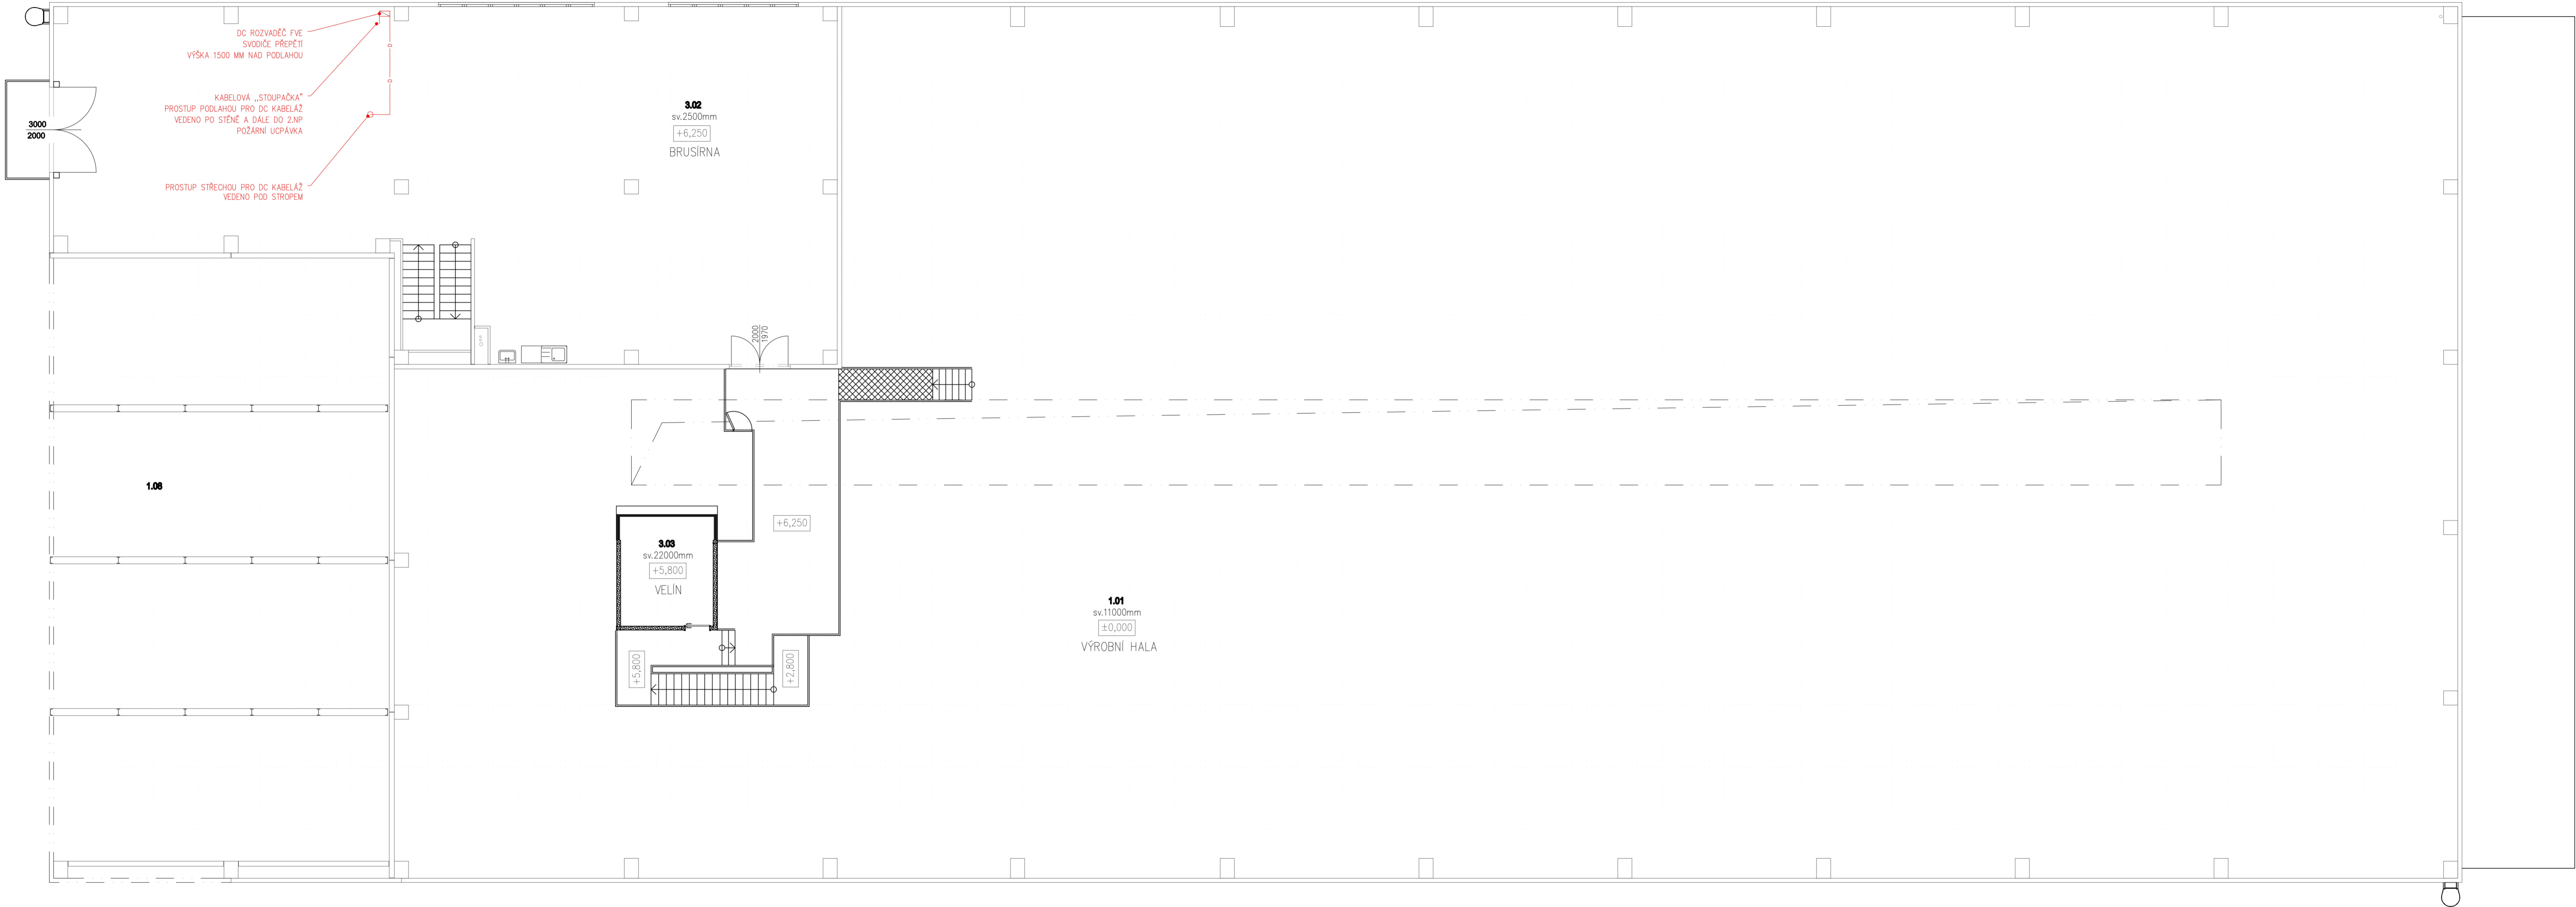 DC ROZVADĚČ FVE
SVODIČE PŘEPĚTÍ
VÝŠKA 1500 MM NAD PODLAHOU
KABELOVÁ „STOUPAČKA"
PROSTUP PODLAHOU PRO DC KABELÁŽ
VEDENO PO STĚNĚ A DÁLE DO 2.NP
POŽÁRNÍ UCPÁVKA
PROSTUP STŘECHOU PRO DC KABELÁŽ
VEDENO POD STROPEM
D
D
3000
2000
3.02
sv.2500mm
+6,250
BRUSÍRNA
2000
1970
1.08
+6,250
3.03
sv.22000mm
+5,800
VELÍN
+5,800
+2,800
1.01
sv.11000mm
±0,000
VÝROBNÍ HALA